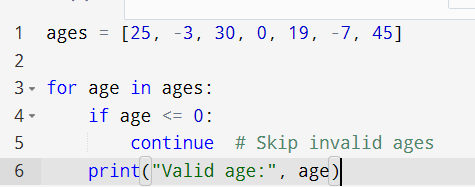 1 ages = [25, -3, 30, 0, 19, -7, 45]
2
3 for age in ages:
4     if age <= 0:
5         continue  # Skip invalid ages
6     print("Valid age:", age)